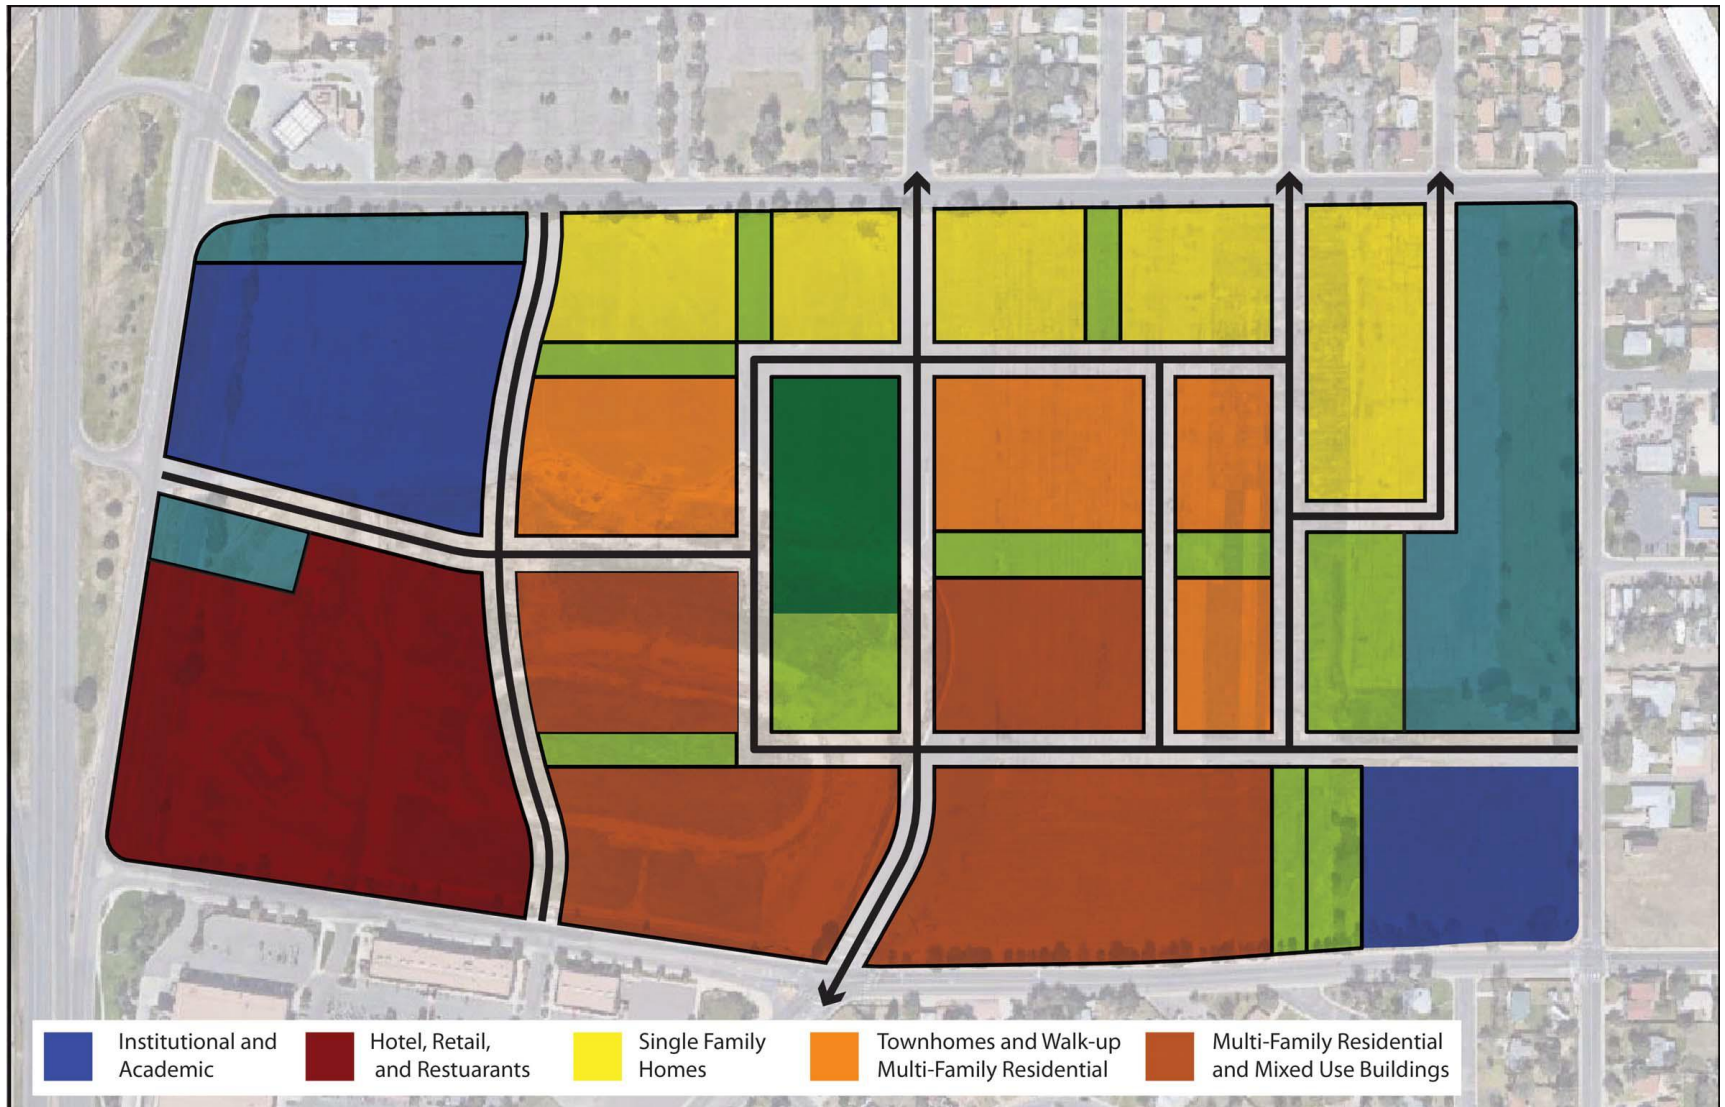 Institutional and
Academic
Hotel, Retail,
and Restuarants
Single Family
Homes
Townhomes and Walk-up
Multi-Family Residential
Multi-Family Residential
and Mixed Use Buildings